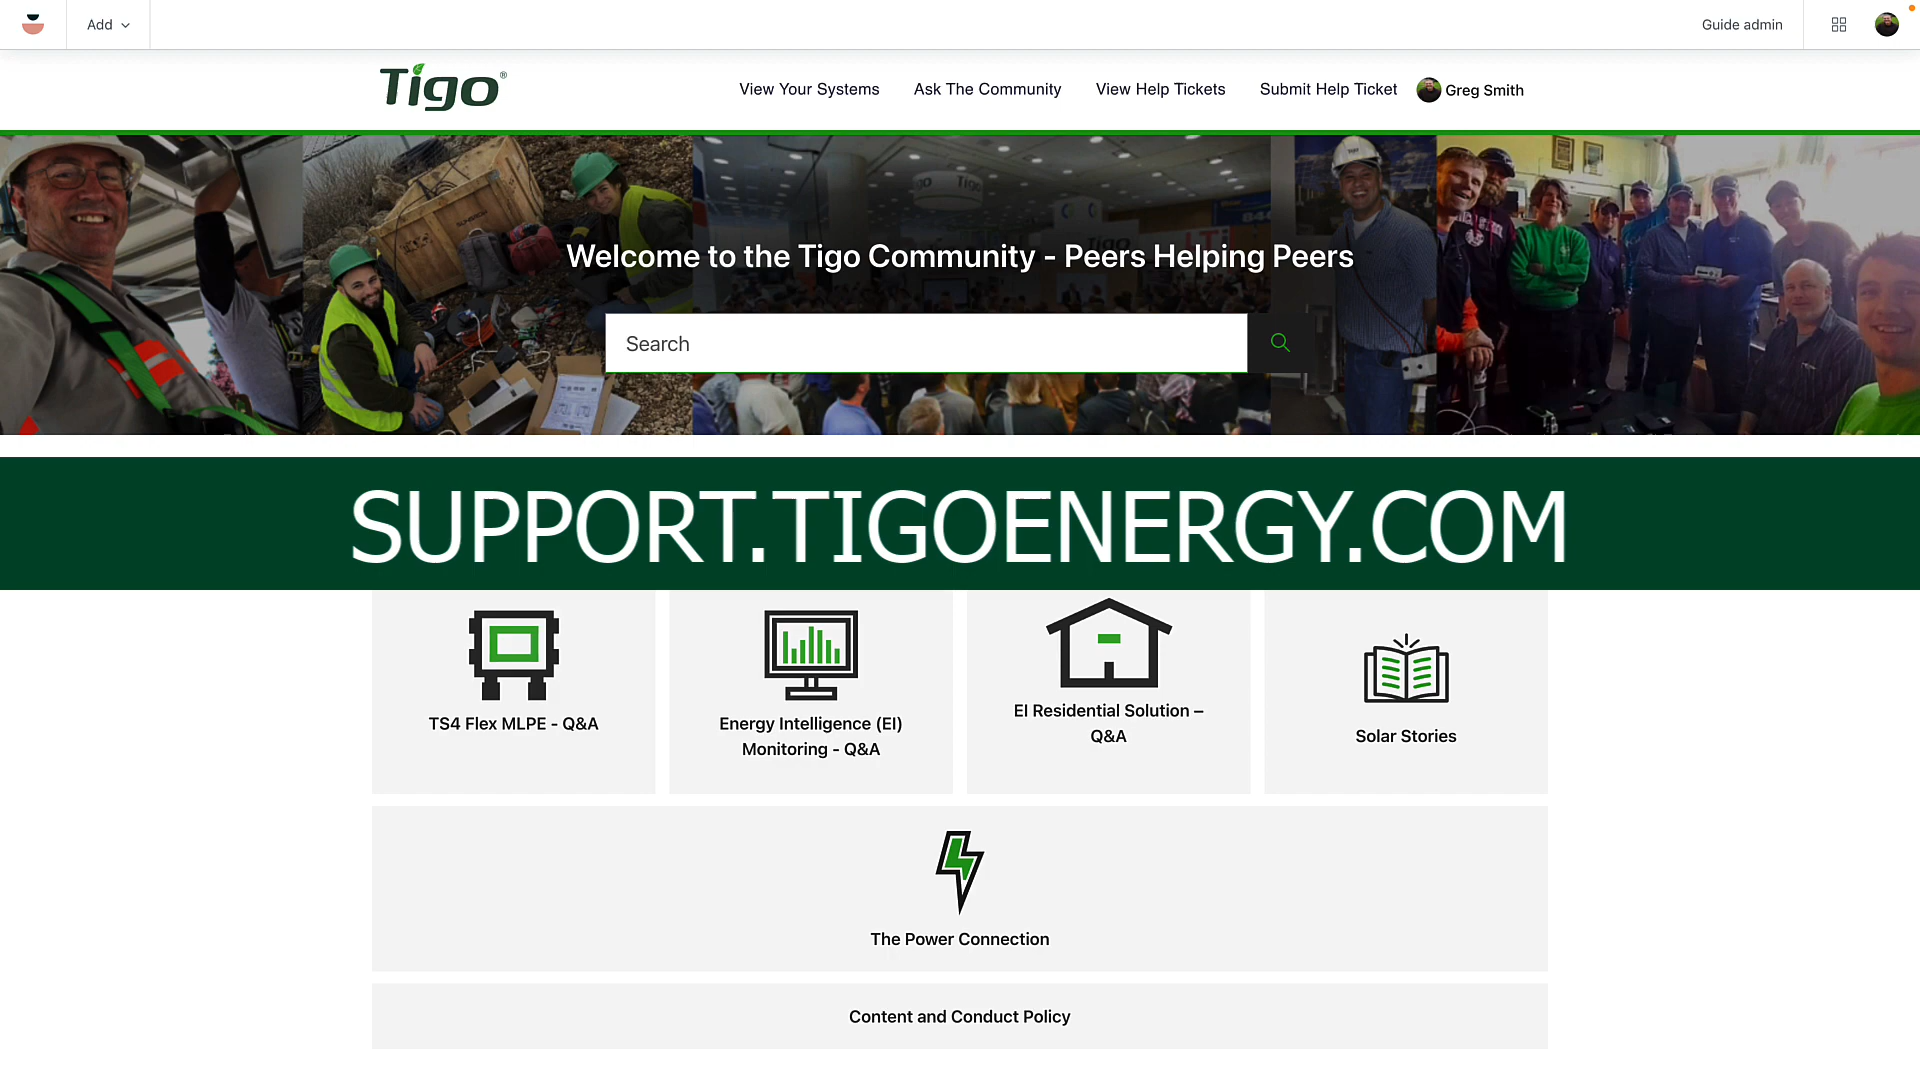 Add
Guide admin
Tigo®
View Your Systems
Ask The Community
View Help Tickets
Submit Help Ticket
Greg Smith
Welcome to the Tigo Community - Peers Helping Peers
Search
SUPPORT.TIGOENERGY.COM
TS4 Flex MLPE - Q&A
Energy Intelligence (EI)
Monitoring - Q&A
EI Residential Solution –
Q&A
Solar Stories
The Power Connection
Content and Conduct Policy